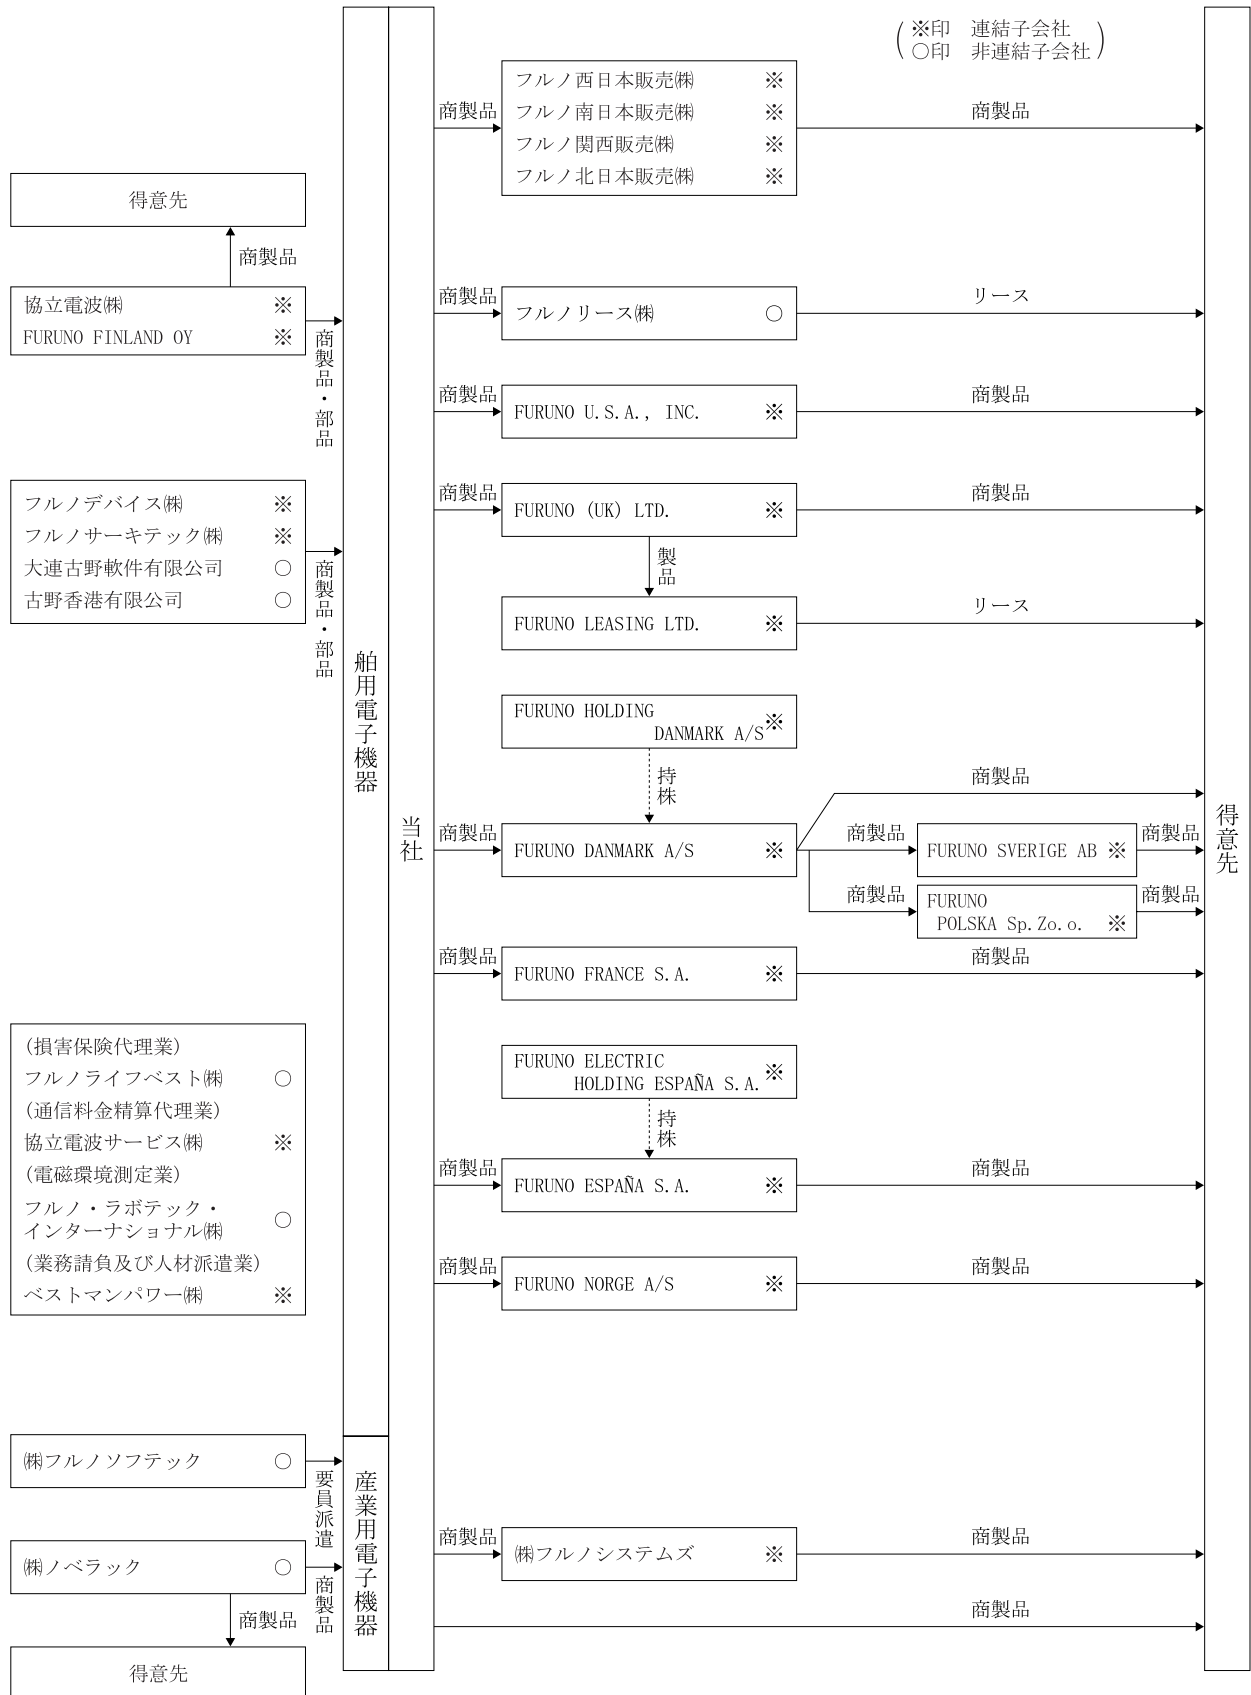 ※印　連結子会社
○印　非連結子会社
フルノ西日本販売㈱ ※
フルノ南日本販売㈱ ※
フルノ関西販売㈱ ※
フルノ北日本販売㈱ ※
商製品
商製品
得意先
商製品
協立電波㈱ ※
FURUNO FINLAND OY ※
商製品・部品
商製品
フルノリース㈱ ○
リース
商製品
FURUNO U.S.A., INC. ※
商製品
フルノデバイス㈱ ※
フルノサーキテック㈱ ※
大連古野軟件有限公司 ○
古野香港有限公司 ○
商製品・部品
商製品
FURUNO (UK) LTD. ※
商製品
製品
FURUNO LEASING LTD. ※
リース
舶用電子機器
当社
得意先
FURUNO HOLDING
DANMARK A/S ※
持株
商製品
FURUNO DANMARK A/S ※
商製品
商製品
FURUNO SVERIGE AB ※
商製品
商製品
FURUNO
POLSKA Sp.Zo.o. ※
商製品
商製品
FURUNO FRANCE S.A. ※
商製品
(損害保険代理業)
フルノライフベスト㈱ ○
(通信料金精算代理業)
協立電波サービス㈱ ※
(電磁環境測定業)
フルノ・ラボテック・
インターナショナル㈱ ○
(業務請負及び人材派遣業)
ベストマンパワー㈱ ※
FURUNO ELECTRIC
HOLDING ESPAÑA S.A. ※
持株
商製品
FURUNO ESPAÑA S.A. ※
商製品
商製品
FURUNO NORGE A/S ※
商製品
㈱フルノソフテック ○
要員派遣
産業用電子機器
㈱ノベラック ○
商製品
商製品
得意先
商製品
㈱フルノシステムズ ※
商製品
商製品